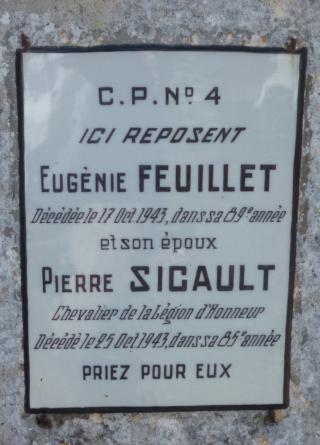 C.P.Nº 4
ICI REPOSENT
EUGÈNIE FEUILLET
Décédée le 17 Oct. 1943, dans sa 89e année
et son époux
PIERRE SICAULT
Chevalier de la Légion d'Honneur
Décédé le 25 Oct. 1943, dans sa 85e année
PRIEZ POUR EUX